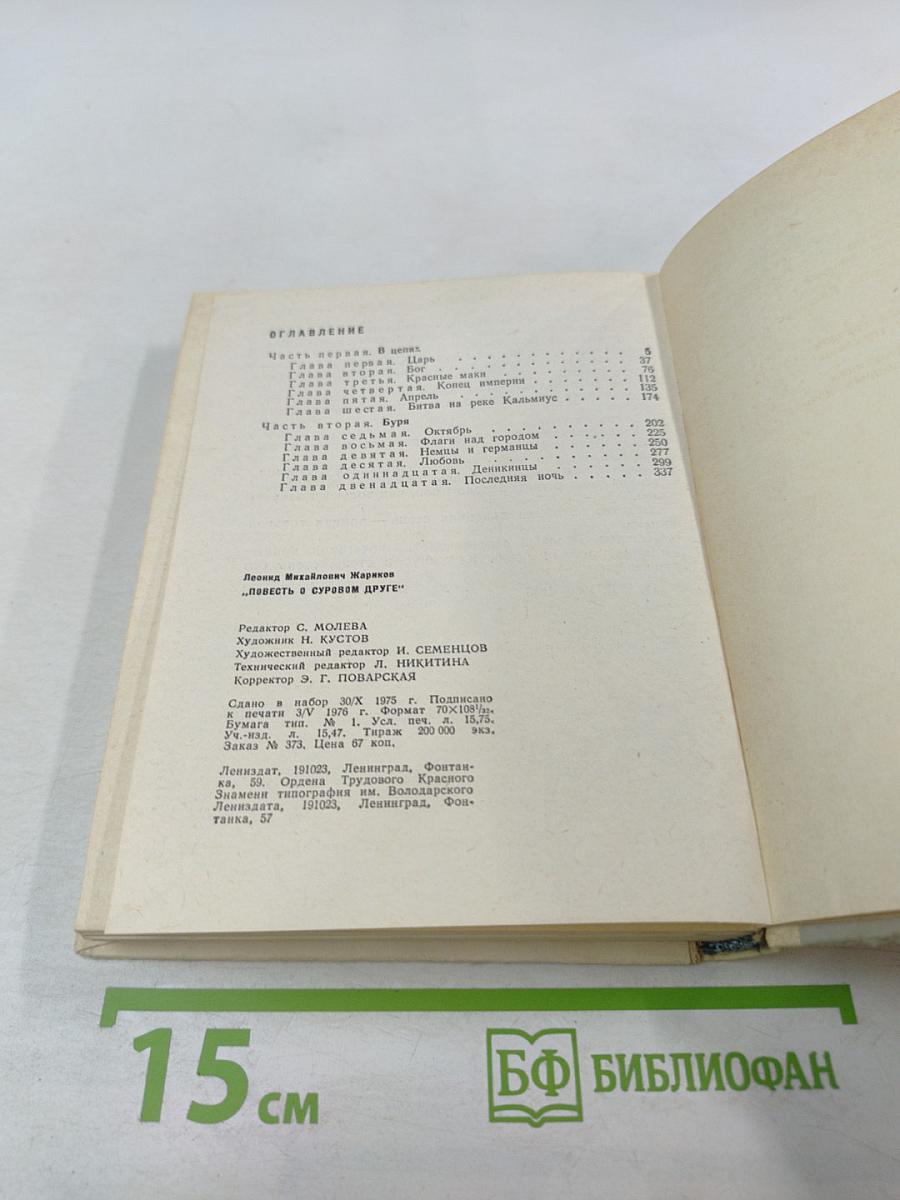 ОГЛАВЛЕНИЕ
Часть первая. В цепях
Глава первая. Царь . . . . . . . . . . . . 5
Глава вторая. Бог . . . . . . . . . . . . 37
Глава третья. Красные маки . . . . . . . . 76
Глава четвертая. Конец империи . . . . . . 112
Глава пятая. Апрель . . . . . . . . . . . 135
Глава шестая. Битва на реке Кальмиус . . . . . 174
Часть вторая. Буря
Глава седьмая. Октябрь . . . . . . . . . . 202
Глава восьмая. Флаги над городом . . . . . . 225
Глава девятая. Немцы и германцы . . . . . . 250
Глава десятая. Любовь . . . . . . . . . . 277
Глава одиннадцатая. Деникинцы . . . . . . 299
Глава двенадцатая. Последняя ночь . . . . . 337
Леонид Михайлович Жариков
„ПОВЕСТЬ О СУРОВОМ ДРУГЕ“
Редактор С. МОЛЕВА
Художник Н. КУСТОВ
Художественный редактор И. СЕМЕНЦОВ
Технический редактор Л. НИКИТИНА
Корректор Э. Г. ПОВАРСКАЯ
Сдано в набор 30/X 1975 г. Подписано
к печати 3/V 1976 г. Формат 70×108¹/₃₂.
Бумага тип. № 1. Усл. печ. л. 15,75.
Уч.-изд. л. 15,47. Тираж 200 000 экз.
Заказ № 373. Цена 67 коп.
Лениздат, 191023, Ленинград, Фонтан-
ка, 59. Ордена Трудового Красного
Знамени типография им. Володарского
Лениздата, 191023, Ленинград, Фон-
танка, 57
15 см
БФ БИБЛИОФАН